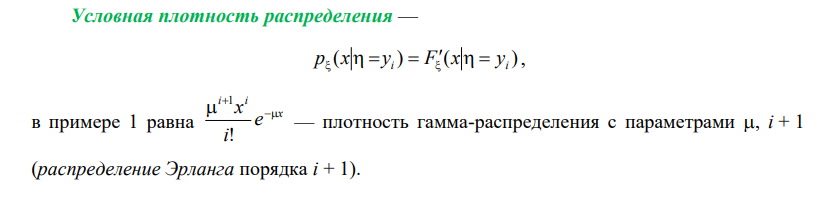 Условная плотность распределения —
p_ξ(x|η = y_i) = F′_ξ(x|η = y_i),
в примере 1 равна \frac{μ^{i+1}x^i}{i!}e^{−μx} — плотность гамма-распределения с параметрами μ, i + 1
(распределение Эрланга порядка i + 1).